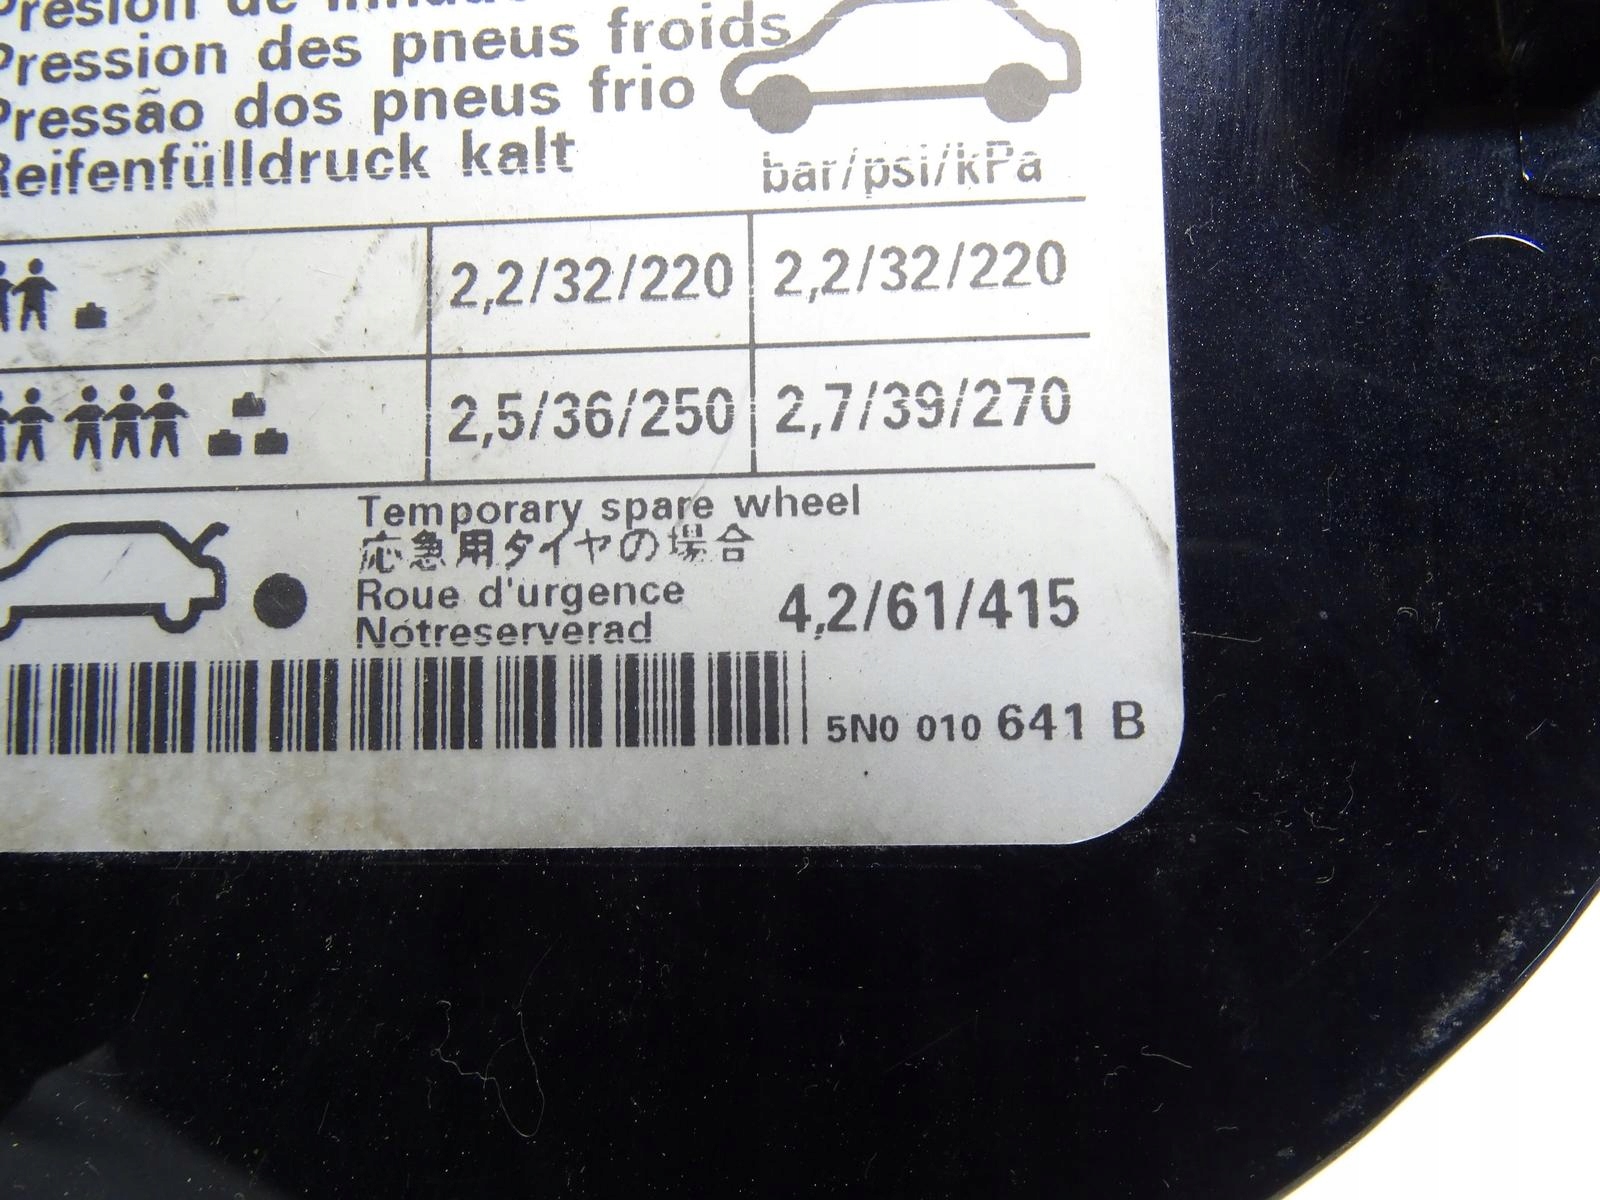 Pression des pneus froids
Pressão dos pneus frio
Reifenfülldruck kalt
bar/psi/kPa
2,2/32/220 2,2/32/220
2,5/36/250 2,7/39/270
Temporary spare wheel
応急用タイヤの場合
Roue d'urgence
Notreserverad
4,2/61/415
5N0 010 641 B